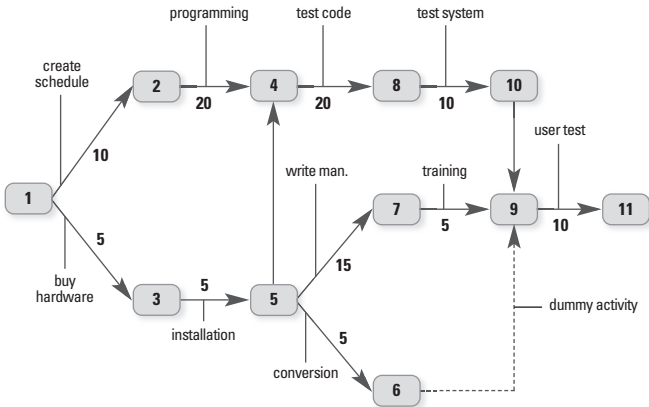 programming
test code
test system
create
schedule
2
4
8
10
20
20
10
10
user test
write man.
training
1
7
9
11
5
10
5
15
buy
hardware
5
3
5
5
installation
dummy activity
conversion
6